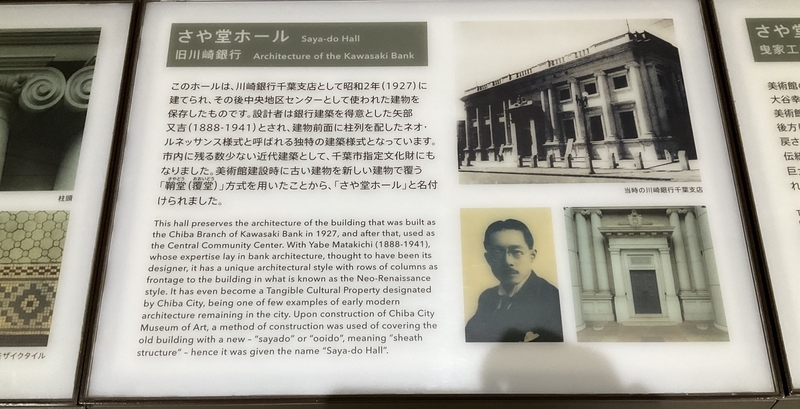 柱頭
モザイクタイル
さや堂ホール Saya-do Hall
旧川崎銀行 Architecture of the Kawasaki Bank
このホールは、川崎銀行千葉支店として昭和2年(1927)に
建てられ、その後中央地区センターとして使われた建物を
保存したものです。設計者は銀行建築を得意とした矢部
又吉(1888-1941)とされ、建物前面に柱列を配したネオ・
ルネッサンス様式と呼ばれる独特の建築様式となっています。
市内に残る数少ない近代建築として、千葉市指定文化財にも
なりました。美術館建設時に古い建物を新しい建物で覆う
さやどう おおいどう
「鞘堂(覆堂)」方式を用いたことから、「さや堂ホール」と名付
けられました。
This hall preserves the architecture of the building that was built as
the Chiba Branch of Kawasaki Bank in 1927, and after that, used as
the Central Community Center. With Yabe Matakichi (1888-1941),
whose expertise lay in bank architecture, thought to have been its
designer, it has a unique architectural style with rows of columns as
frontage to the building in what is known as the Neo-Renaissance
style. It has even become a Tangible Cultural Property designated
by Chiba City, being one of few examples of early modern
architecture remaining in the city. Upon construction of Chiba City
Museum of Art, a method of construction was used of covering the
old building with a new – "sayado" or "ooido", meaning "sheath
structure" – hence it was given the name "Saya-do Hall".
当時の川崎銀行千葉支店
さや堂
曳家工
美術館の
大谷幸
美術館
後方
戻さ
伝統
巨大
れ